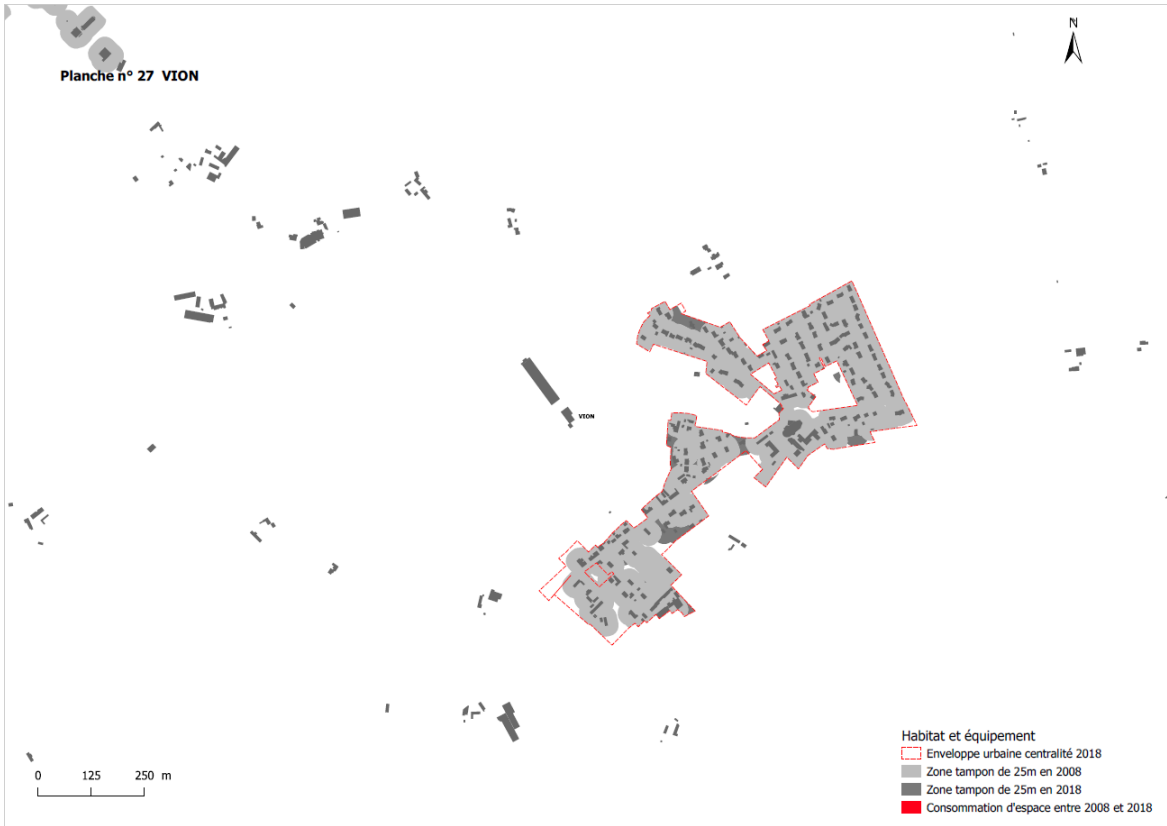 N
Planche n° 27 VION
VION
Habitat et équipement
Enveloppe urbaine centralité 2018
Zone tampon de 25m en 2008
Zone tampon de 25m en 2018
Consommation d'espace entre 2008 et 2018
0 125 250 m